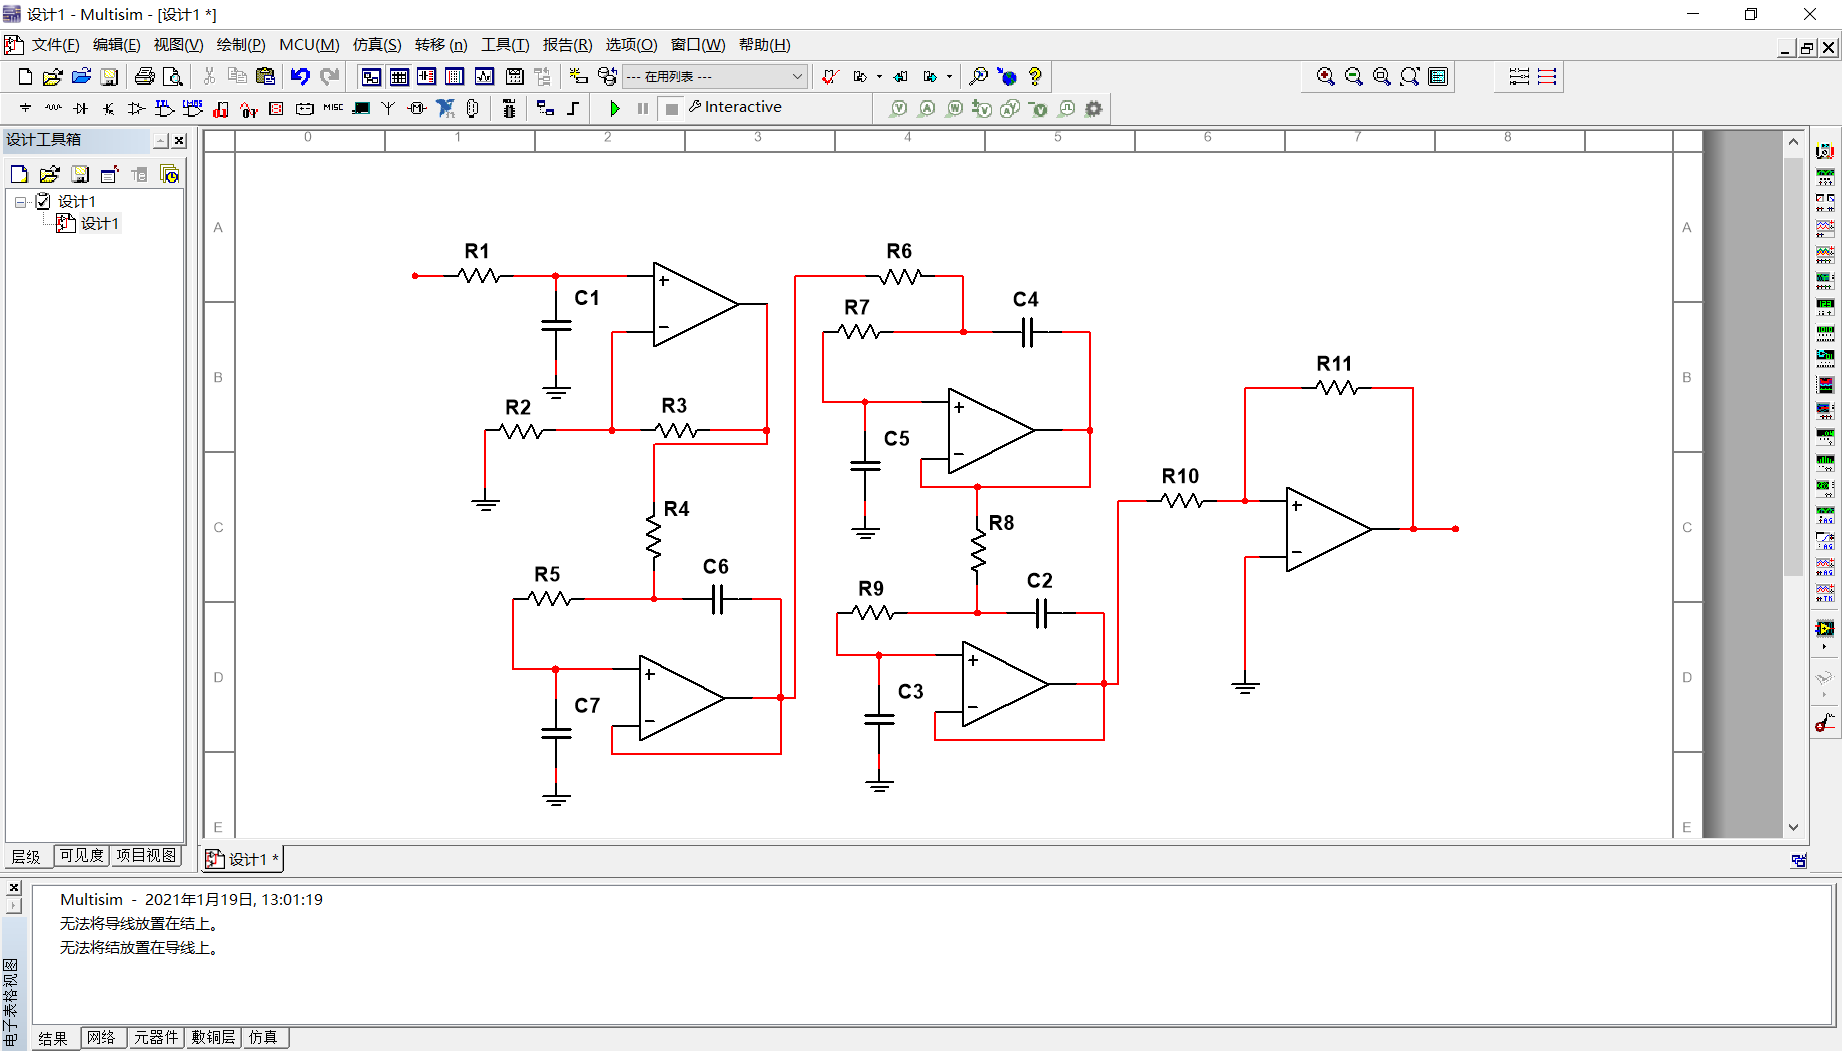 设计1 - Multisim - [设计1 *]
文件(F) 编辑(E) 视图(V) 绘制(P) MCU(M) 仿真(S) 转移 (n) 工具(T) 报告(R) 选项(O) 窗口(W) 帮助(H)
--- 在用列表 ---
MISC
Interactive
设计工具箱
设计1
设计1
0 1 2 3 4 5 6 7 8
A A
R1 R6
C1 R7 C4
R11
B B
R2 R3
C5
R10
R4 R8
C C
R5 C6 R9 C2
D D
C7 C3
E E
层级 可见度 项目视图
设计1 *
Multisim - 2021年1月19日, 13:01:19
无法将导线放置在结上。
无法将结放置在导线上。
电子表格视图
结果 网络 元器件 敷铜层 仿真